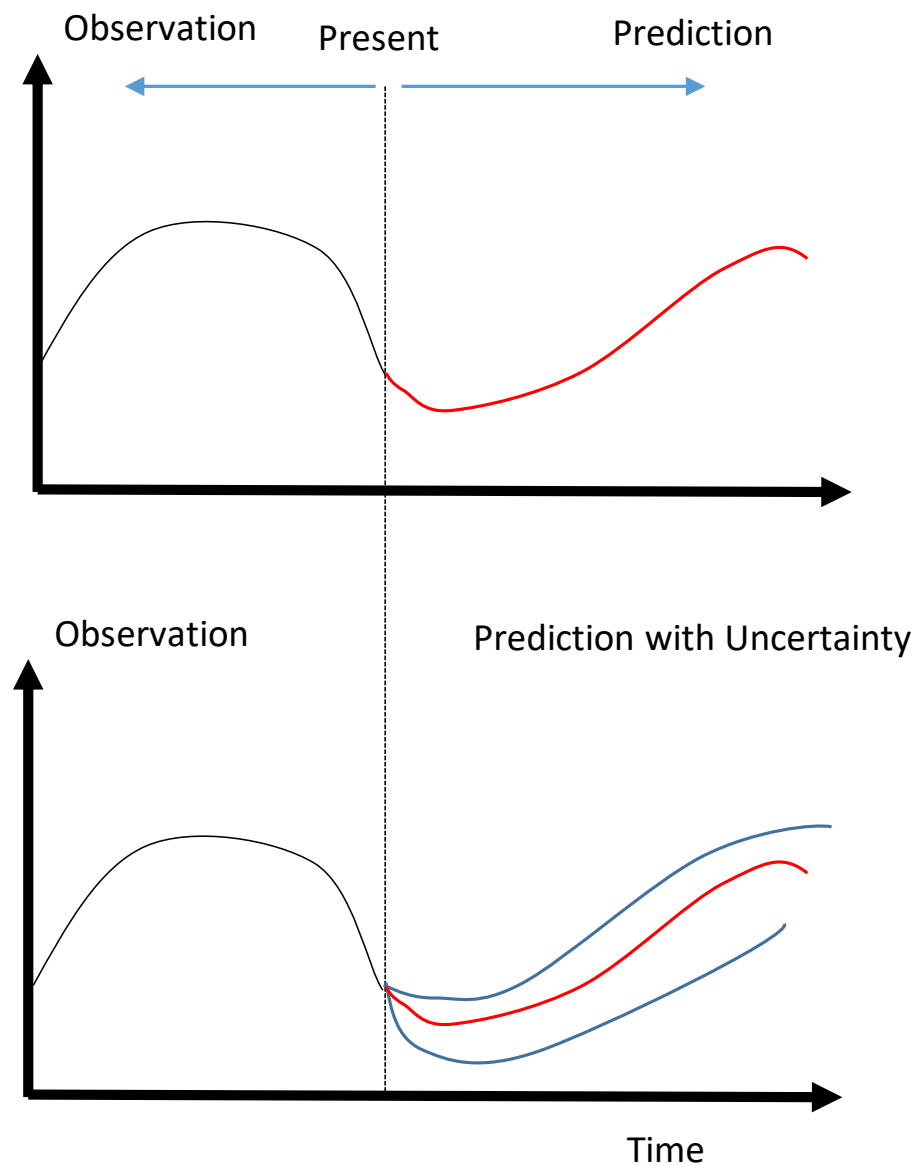 Observation
Present
Prediction
Observation
Prediction with Uncertainty
Time